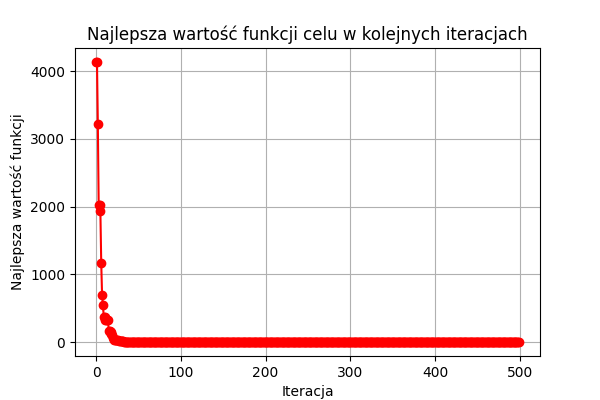 Najlepsza wartość funkcji celu w kolejnych iteracjach
Najlepsza wartość funkcji
4000
3000
2000
1000
0
0 100 200 300 400 500
Iteracja